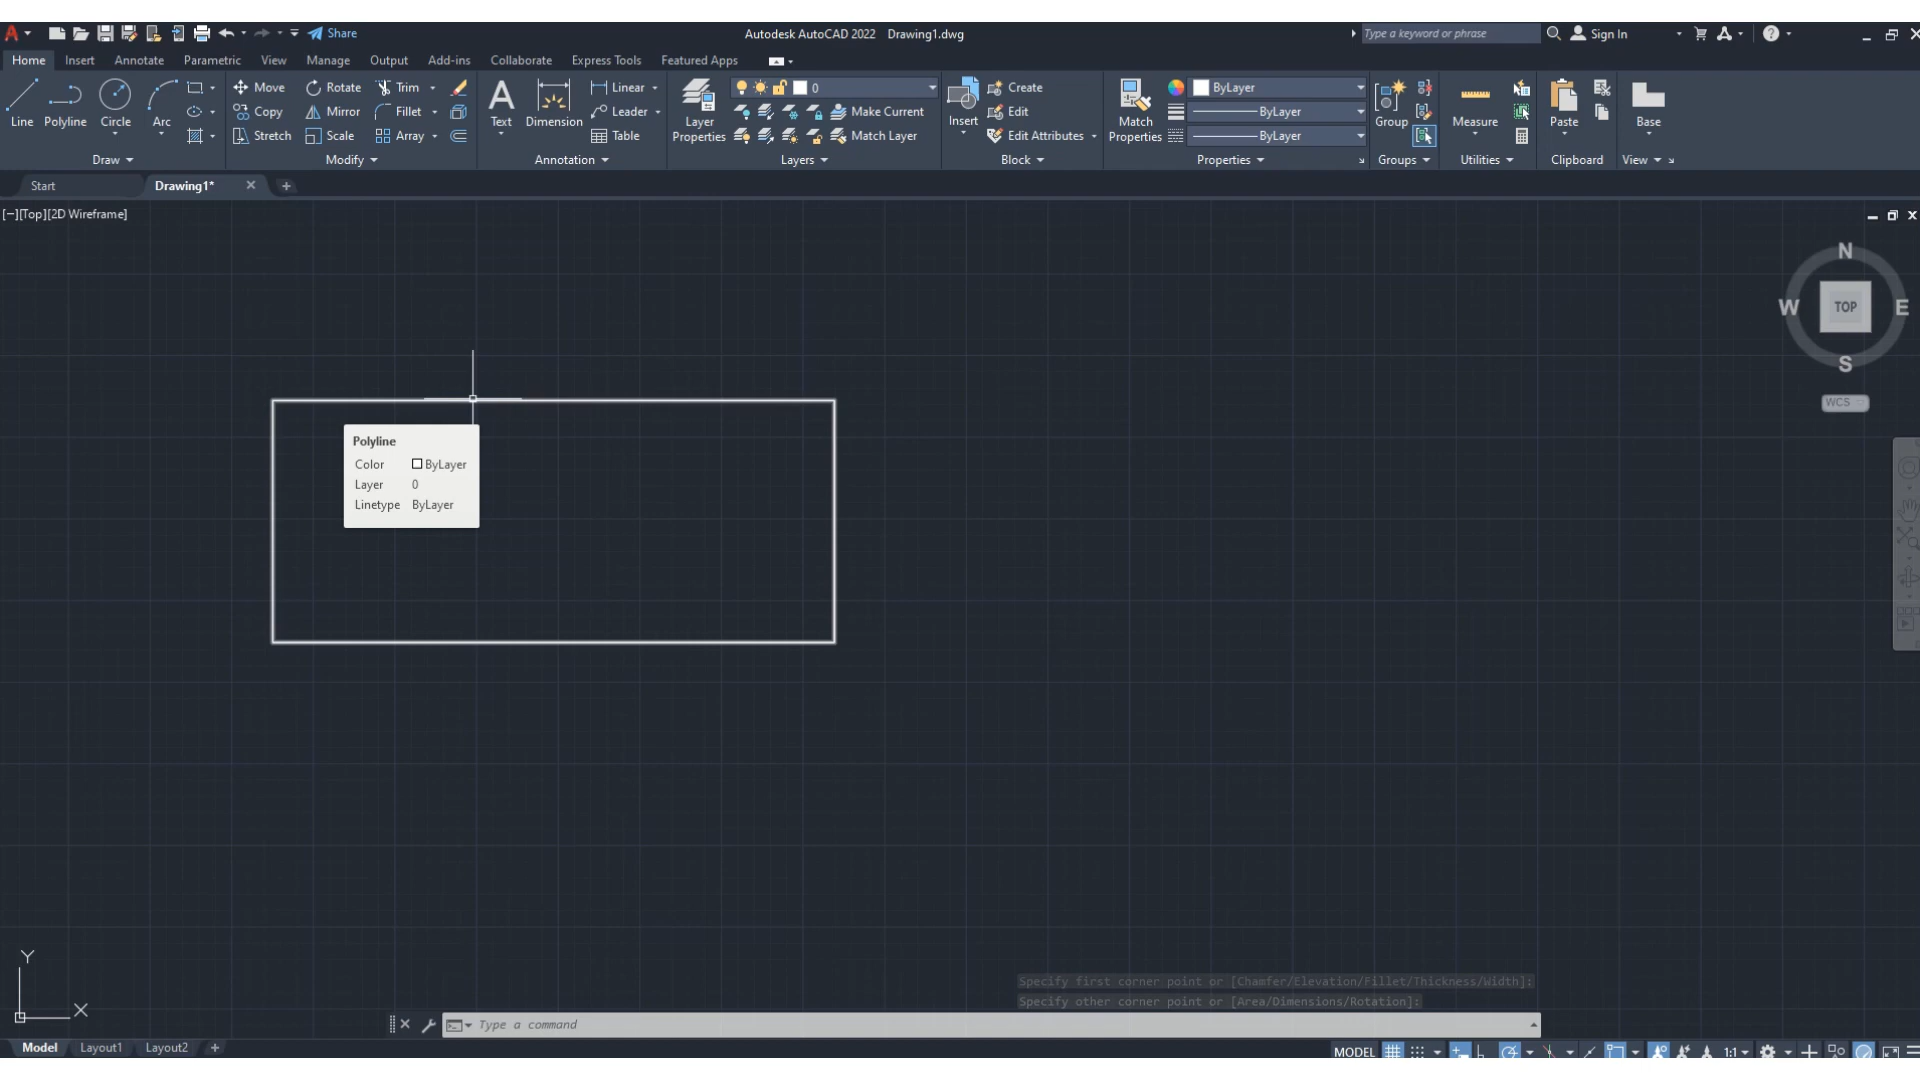 A Share Autodesk AutoCAD 2022 Drawing1.dwg Type a keyword or phrase Sign In
Home Insert Annotate Parametric View Manage Output Add-ins Collaborate Express Tools Featured Apps
Move Rotate Trim Linear 0 Create ByLayer
Line Polyline Circle Arc Copy Mirror Fillet Text Dimension Leader Layer Properties Make Current Insert Edit Match Properties ByLayer Group Measure Paste Base
Stretch Scale Array Table Match Layer Edit Attributes ByLayer
Draw Modify Annotation Layers Block Properties Groups Utilities Clipboard View
Start Drawing1*
[−][Top][2D Wireframe]
N
W TOP E
S
WCS
Polyline
Color ByLayer
Layer 0
Linetype ByLayer
Y
X
Specify first corner point or [Chamfer/Elevation/Fillet/Thickness/Width]:
Specify other corner point or [Area/Dimensions/Rotation]:
Type a command
Model Layout1 Layout2
MODEL 1:1